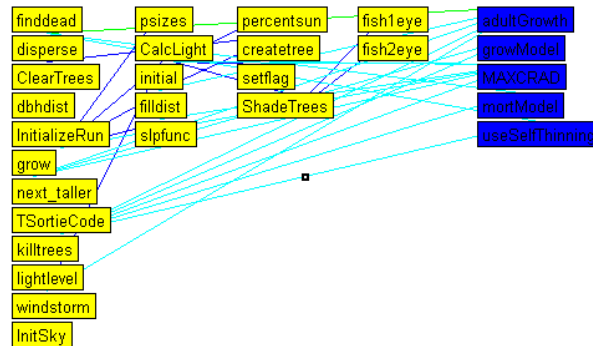 finddead psizes percentsun fish1eye adultGrowth
disperse CalcLight createtree fish2eye growModel
ClearTrees initial setflag MAXCRAD
dbhdist filldist ShadeTrees mortModel
InitializeRun slpfunc useSelfThinning
grow
next_taller
TSortieCode
killtrees
lightlevel
windstorm
InitSky